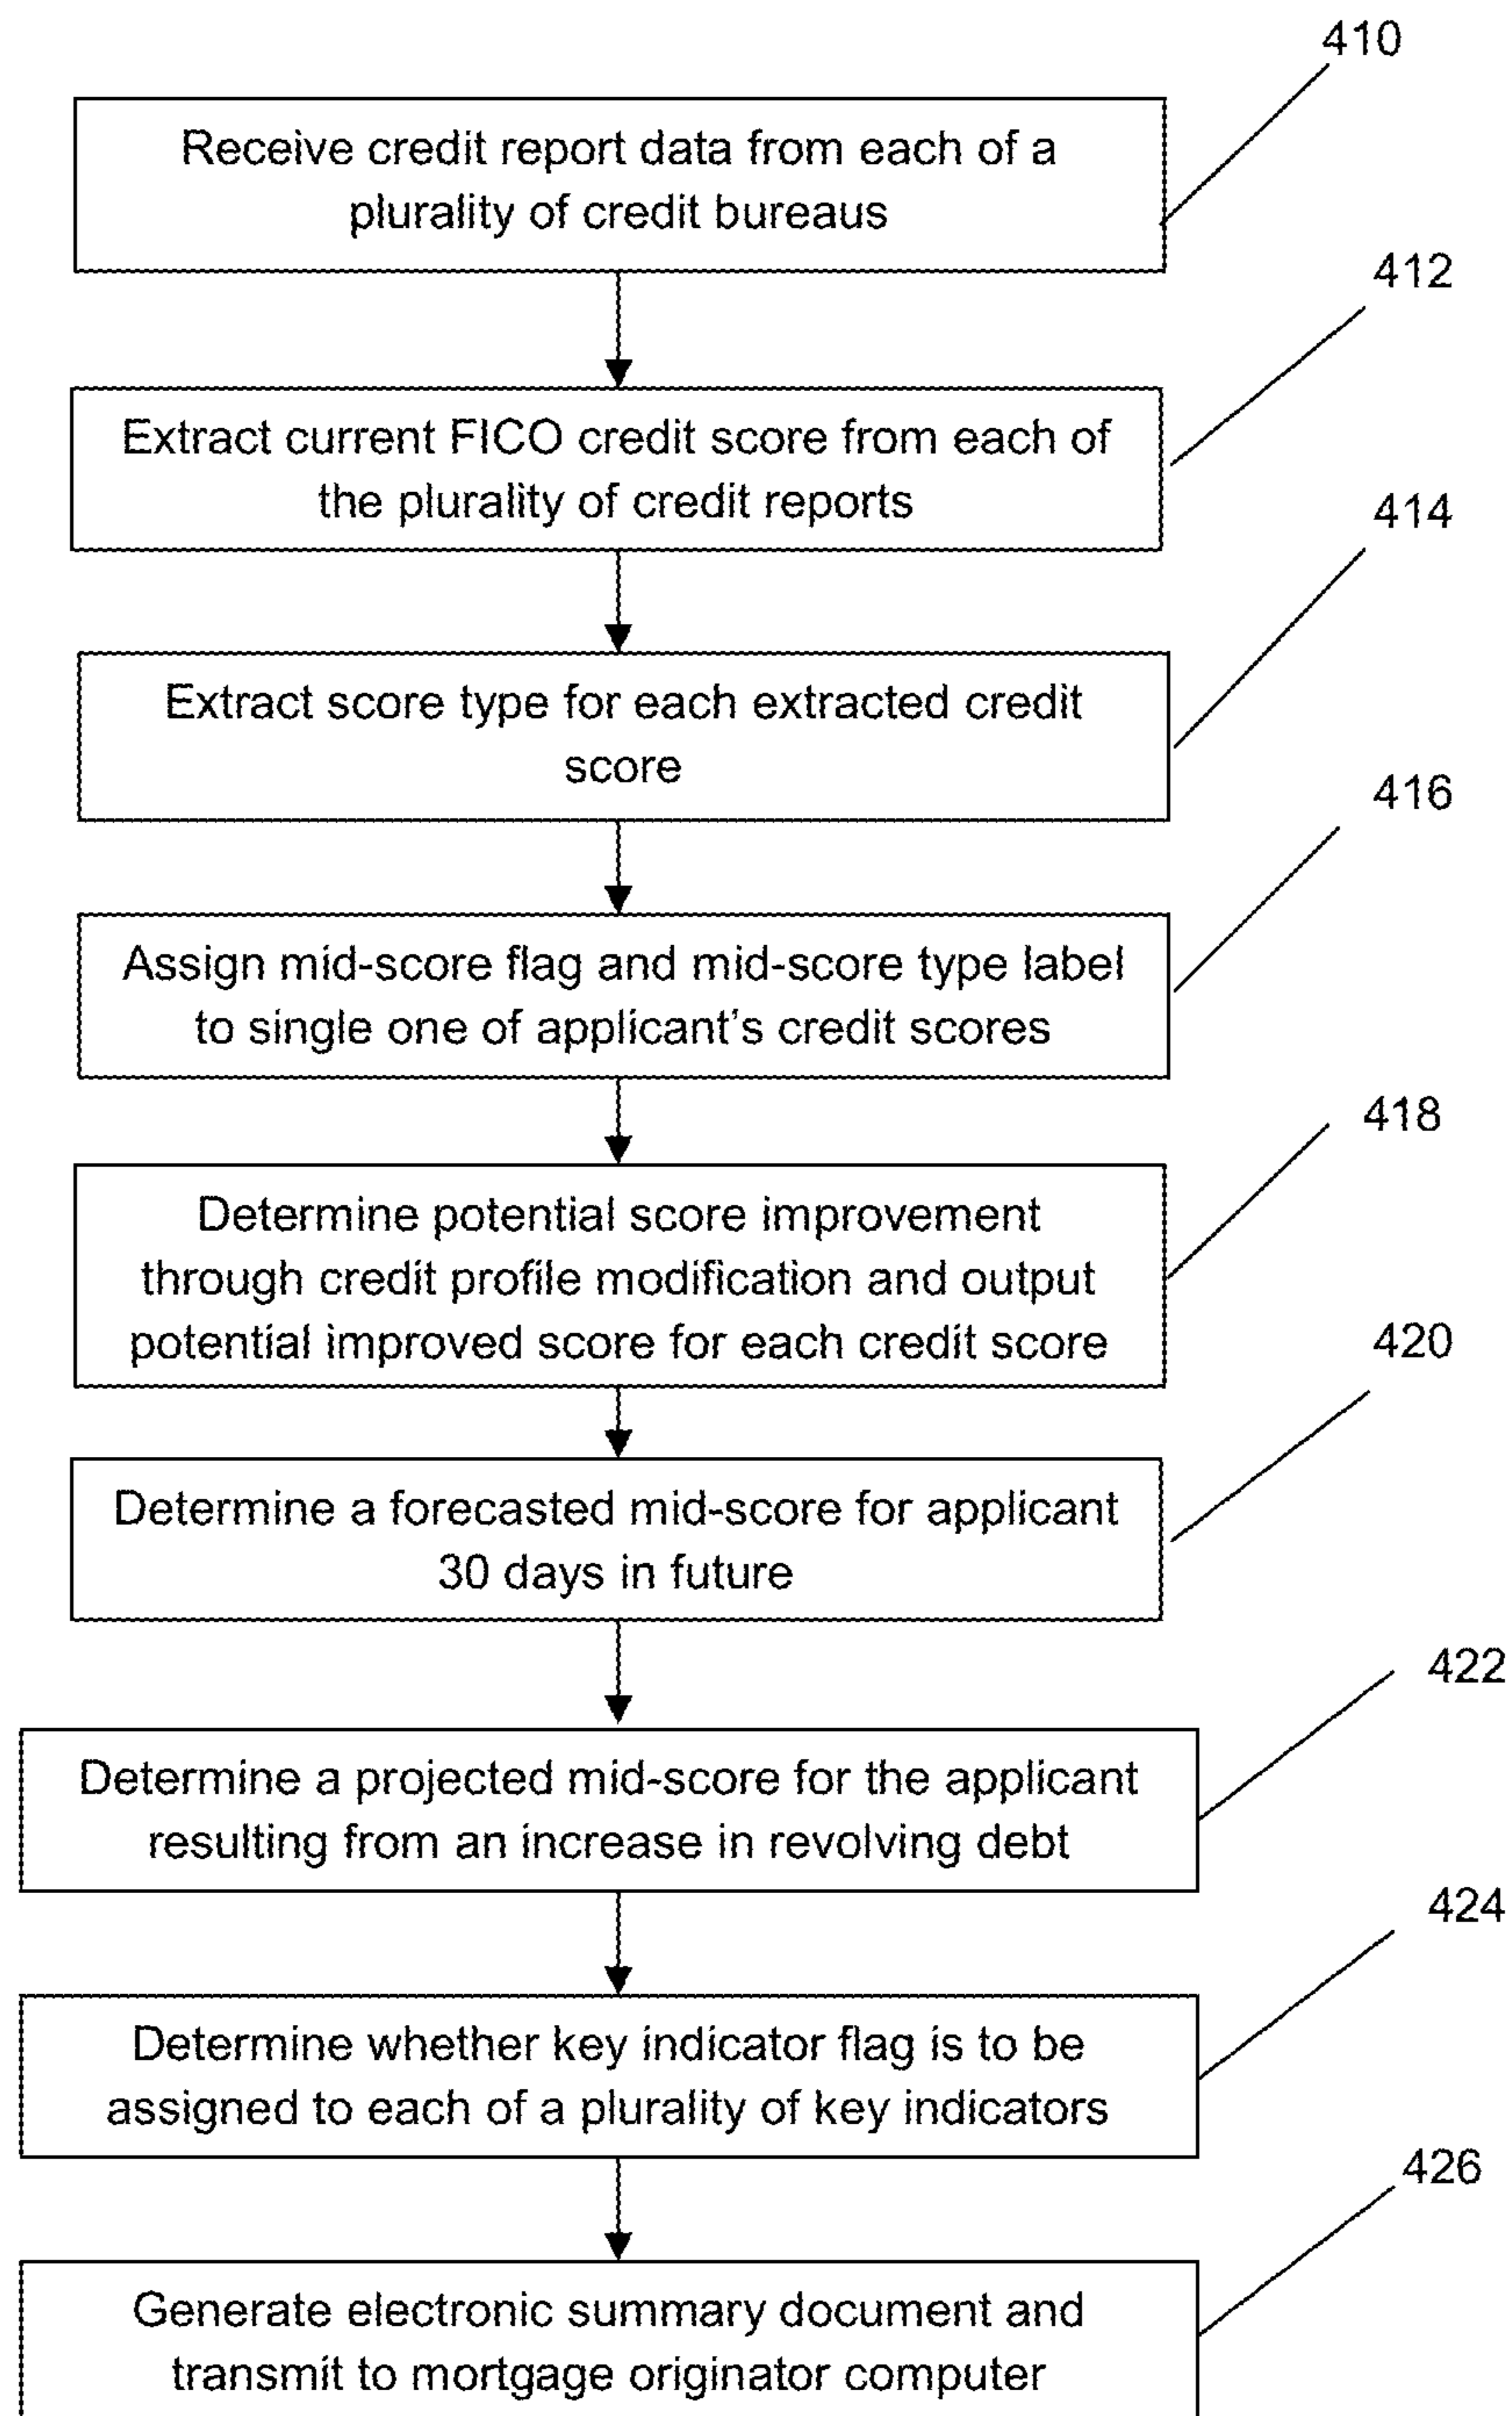 410
Receive credit report data from each of a
plurality of credit bureaus
412
Extract current FICO credit score from each of
the plurality of credit reports
414
Extract score type for each extracted credit
score
416
Assign mid-score flag and mid-score type label
to single one of applicant's credit scores
418
Determine potential score improvement
through credit profile modification and output
potential improved score for each credit score
420
Determine a forecasted mid-score for applicant
30 days in future
422
Determine a projected mid-score for the applicant
resulting from an increase in revolving debt
424
Determine whether key indicator flag is to be
assigned to each of a plurality of key indicators
426
Generate electronic summary document and
transmit to mortgage originator computer